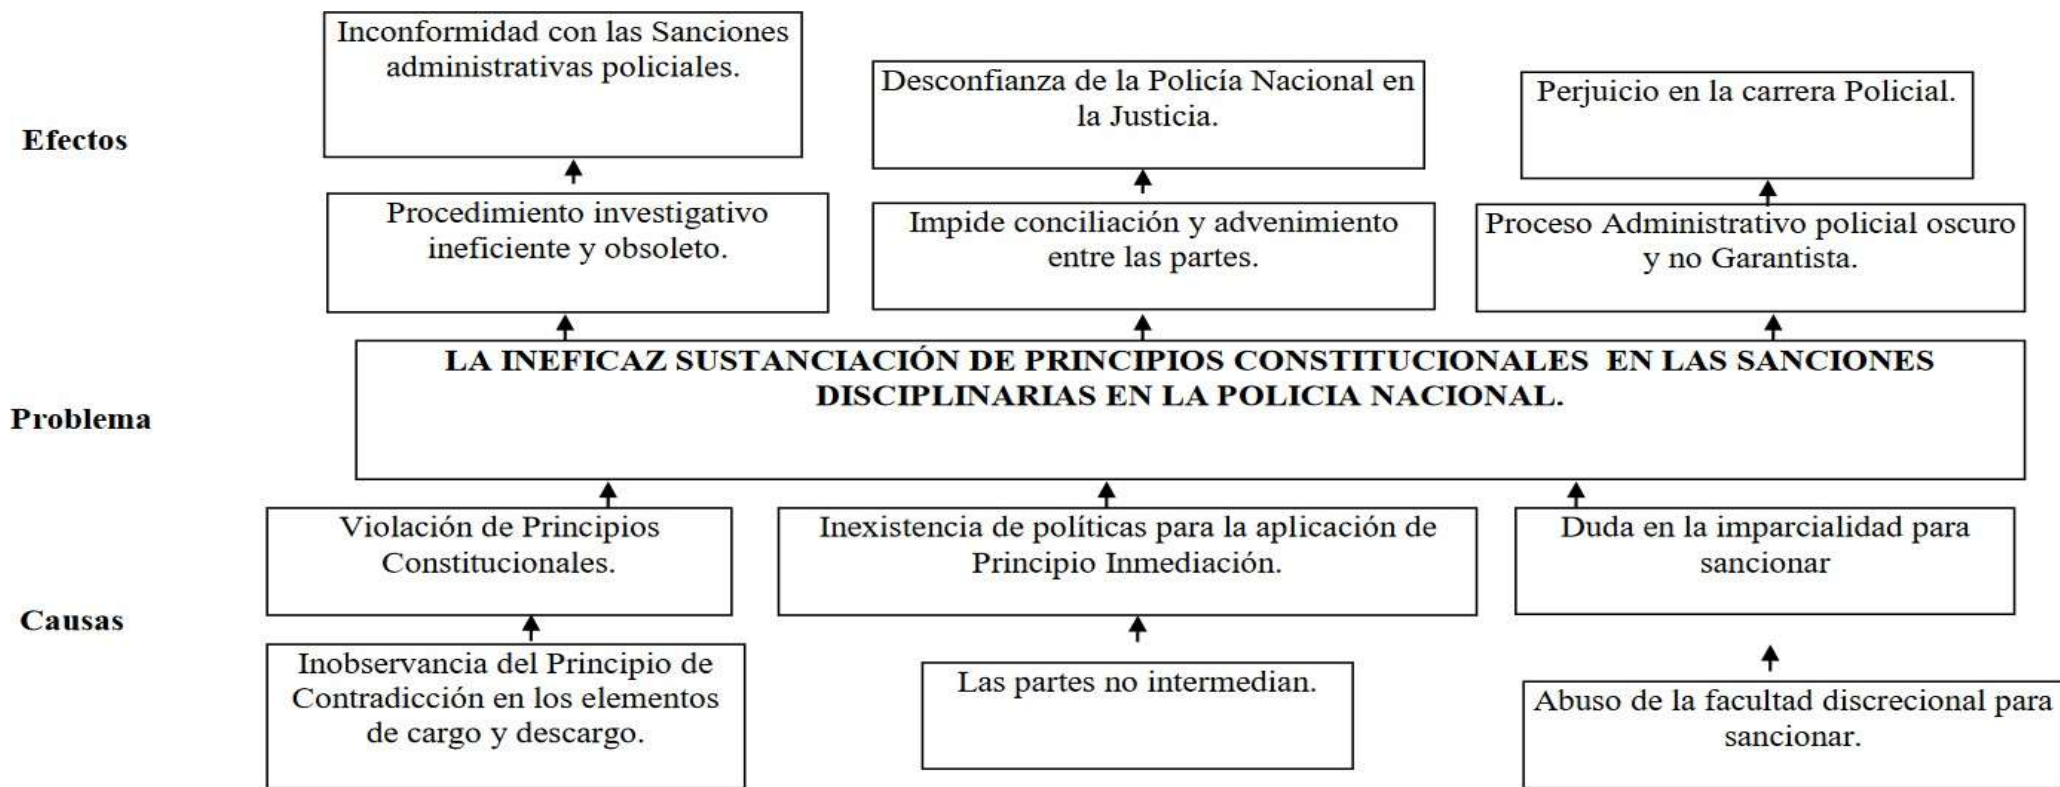 Efectos
Inconformidad con las Sanciones
administrativas policiales.
Desconfianza de la Policía Nacional en
la Justicia.
Perjuicio en la carrera Policial.
Procedimiento investigativo
ineficiente y obsoleto.
Impide conciliación y advenimiento
entre las partes.
Proceso Administrativo policial oscuro
y no Garantista.
Problema
LA INEFICAZ SUSTANCIACIÓN DE PRINCIPIOS CONSTITUCIONALES EN LAS SANCIONES
DISCIPLINARIAS EN LA POLICIA NACIONAL.
Causas
Violación de Principios
Constitucionales.
Inexistencia de políticas para la aplicación de
Principio Inmediación.
Duda en la imparcialidad para
sancionar
Inobservancia del Principio de
Contradicción en los elementos
de cargo y descargo.
Las partes no intermedian.
Abuso de la facultad discrecional para
sancionar.